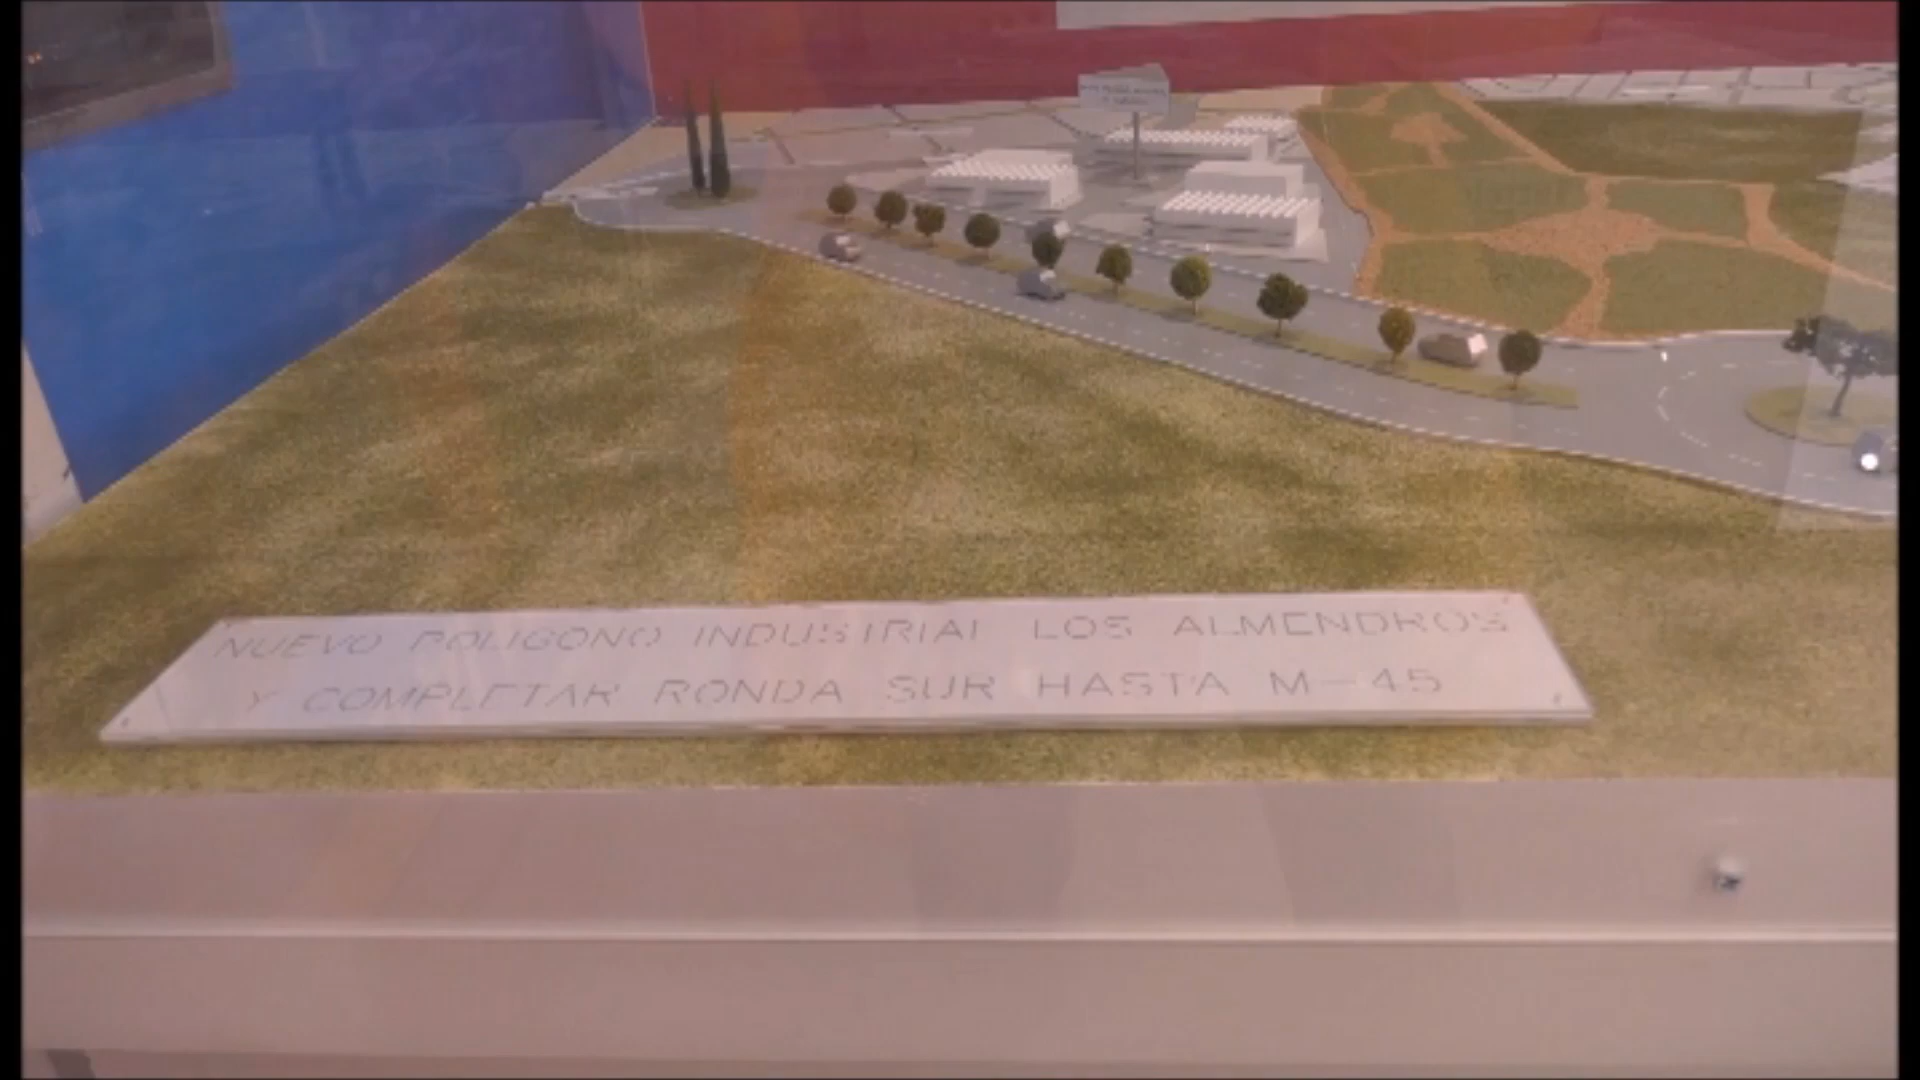 NUEVO POLIGONO INDUSTRIAL LOS ALMENDROS
Y COMPLETAR RONDA SUR HASTA M-45